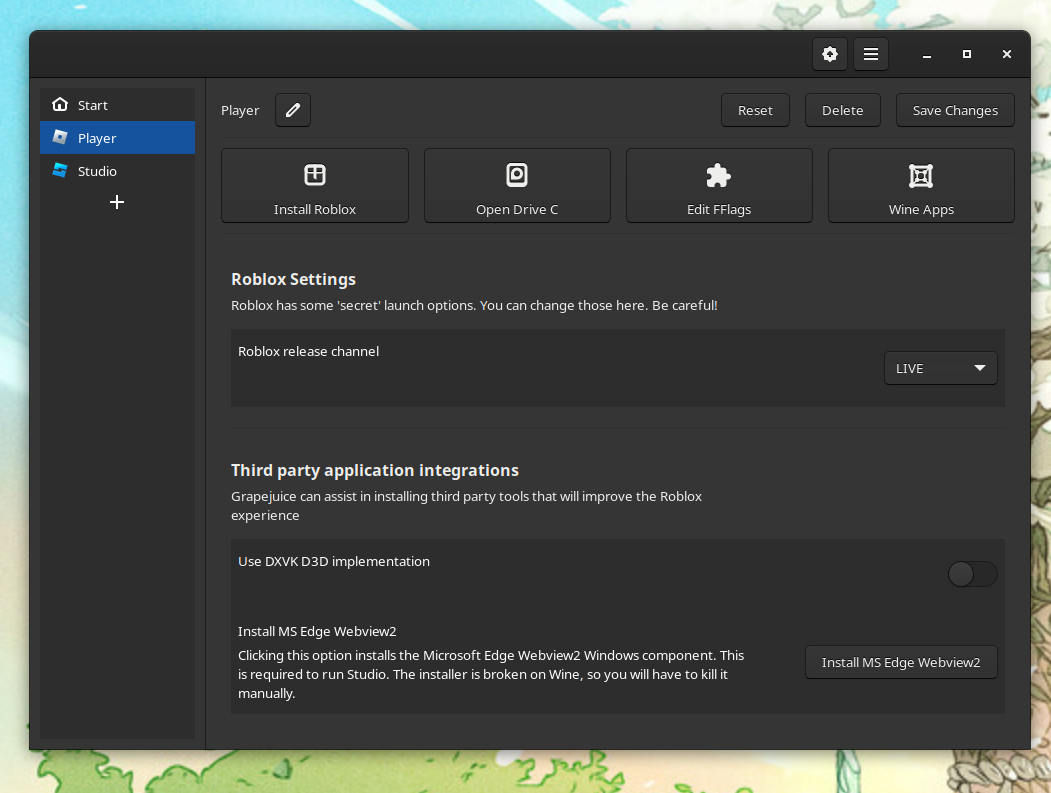 Start
Player
Studio
Player
Reset
Delete
Save Changes
Install Roblox
Open Drive C
Edit FFlags
Wine Apps
Roblox Settings
Roblox has some 'secret' launch options. You can change those here. Be careful!
Roblox release channel
LIVE
Third party application integrations
Grapejuice can assist in installing third party tools that will improve the Roblox
experience
Use DXVK D3D implementation
Install MS Edge Webview2
Clicking this option installs the Microsoft Edge Webview2 Windows component. This
is required to run Studio. The installer is broken on Wine, so you will have to kill it
manually.
Install MS Edge Webview2